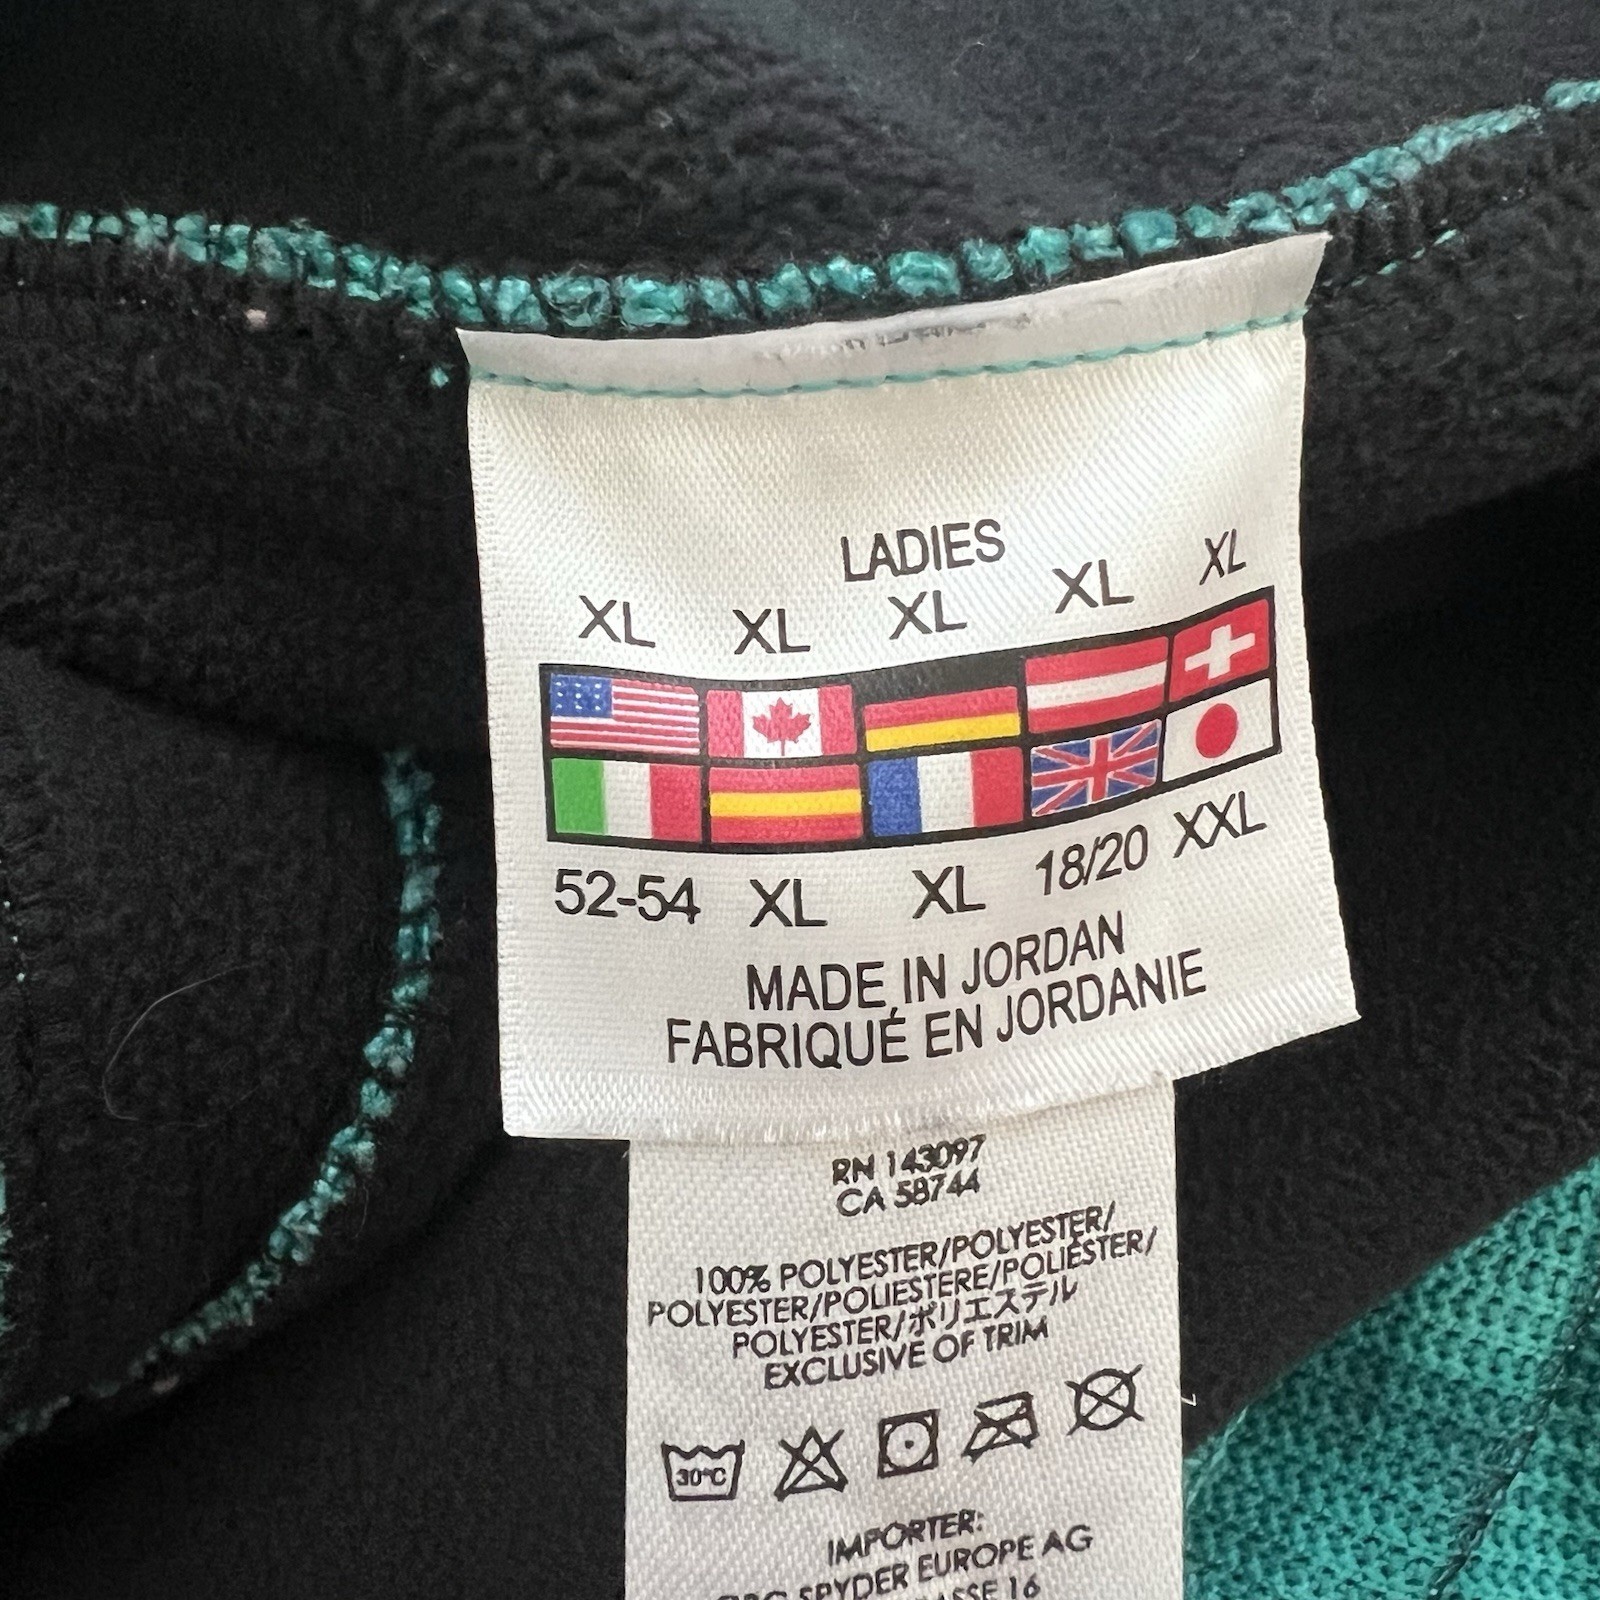 LADIES
XL XL XL XL XL
52-54 XL XL 18/20 XXL
MADE IN JORDAN
FABRIQUÉ EN JORDANIE
RN 143097
CA 58744
100% POLYESTER/POLYESTER/
POLYESTER/POLIESTERE/POLIÉSTER/
POLYESTER/ポリエステル
EXCLUSIVE OF TRIM
30°C
IMPORTER:
SPYDER EUROPE AG
16